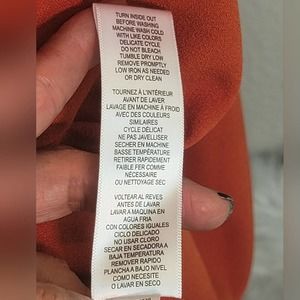 TURN INSIDE OUT
BEFORE WASHING
MACHINE WASH COLD
WITH LIKE COLORS
DELICATE CYCLE
DO NOT BLEACH
TUMBLE DRY LOW
REMOVE PROMPTLY
LOW IRON AS NEEDED
OR DRY CLEAN
TOURNEZ À L'INTÉRIEUR
AVANT DE LAVER
LAVAGE EN MACHINE À FROID
AVEC DES COULEURS
SIMILAIRES
CYCLE DÉLICAT
NE PAS JAVELLISER
SECHER EN MACHINE
BASSE TEMPÉRATURE
RETIRER RAPIDEMENT
FAIBLE FER COMME
NÉCESSAIRE
OU NETTOYAGE SEC
VOLTEAR AL REVÉS
ANTES DE LAVAR
LAVAR A MAQUINA EN
AGUA FRIA
CON COLORES IGUALES
CICLO DELICADO
NO USAR CLORO
SECAR EN SECADORA A
BAJA TEMPERATURA
REMOVER RAPIDO
PLANCHA A BAJO NIVEL
COMO NECESITE
O LAVAR EN SECO